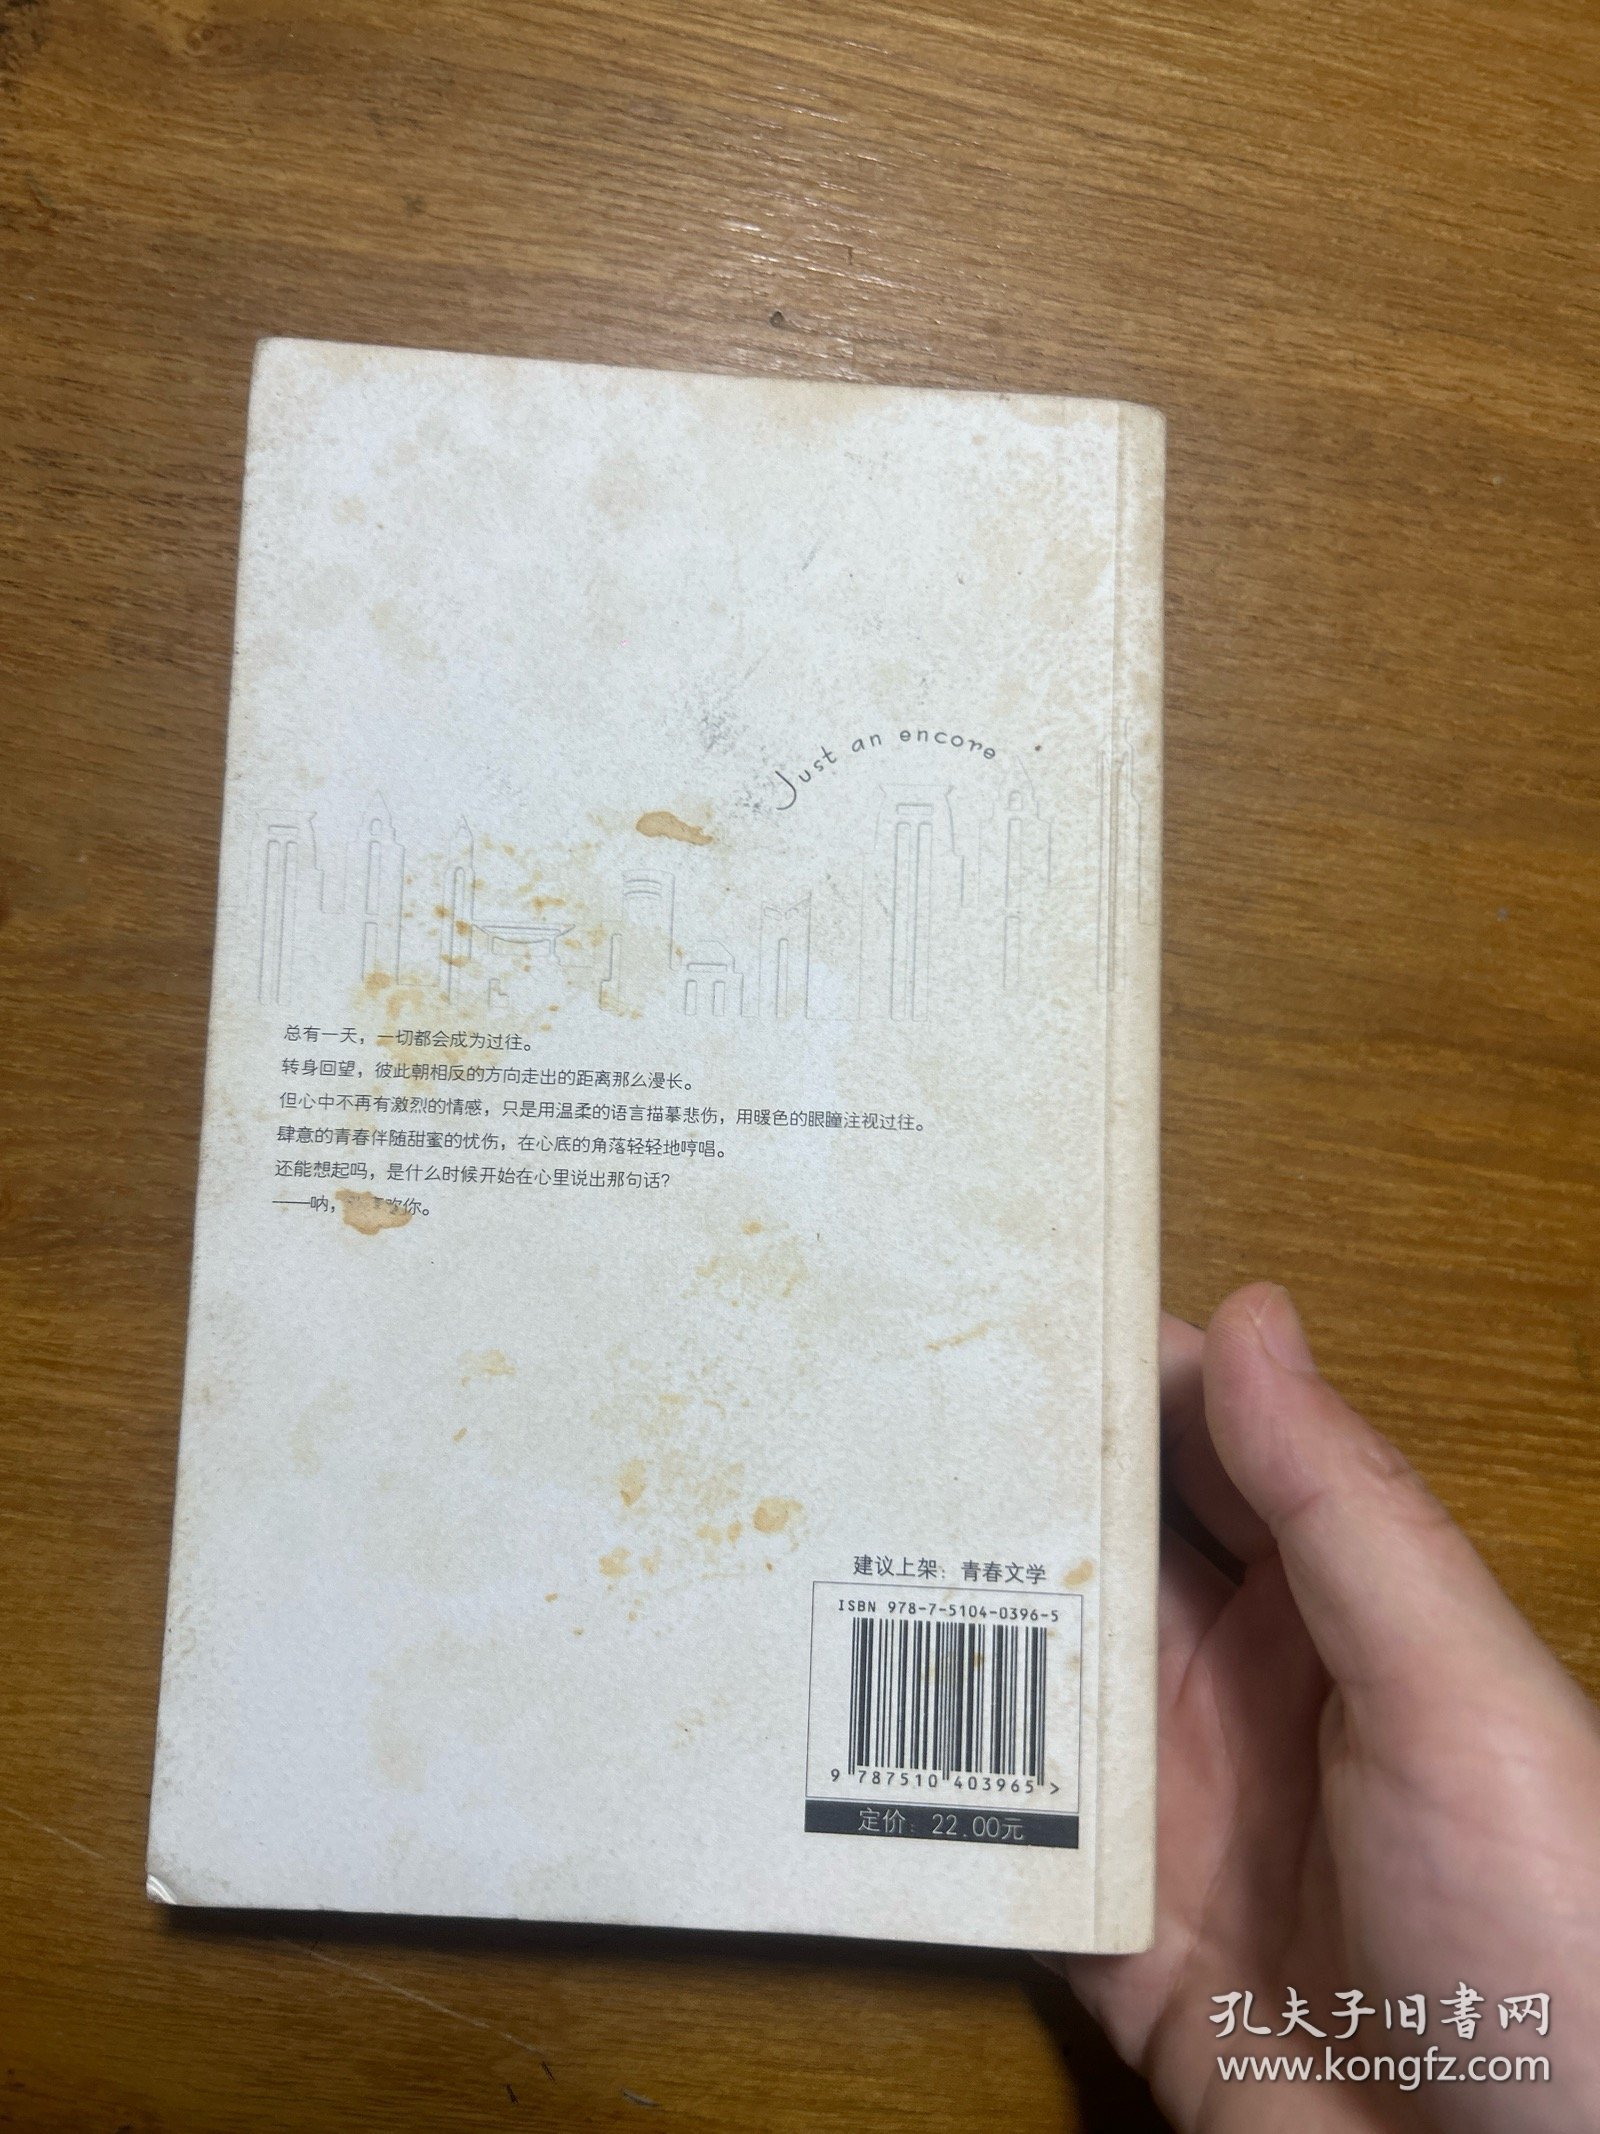 Just an encore
总有一天，一切都会成为过往。
转身回望，彼此朝相反的方向走出的距离那么漫长。
但心中不再有激烈的情感，只是用温柔的语言描摹悲伤，用暖色的眼瞳注视过往。
肆意的青春伴随甜蜜的忧伤，在心底的角落轻轻地哼唱。
还能想起吗，是什么时候开始在心里说出那句话？
——呐，欢你。
建议上架：青春文学
ISBN 978-7-5104-0396-5
9 787510 403965 >
定价：22.00元
孔夫子旧书网
www.kongfz.com